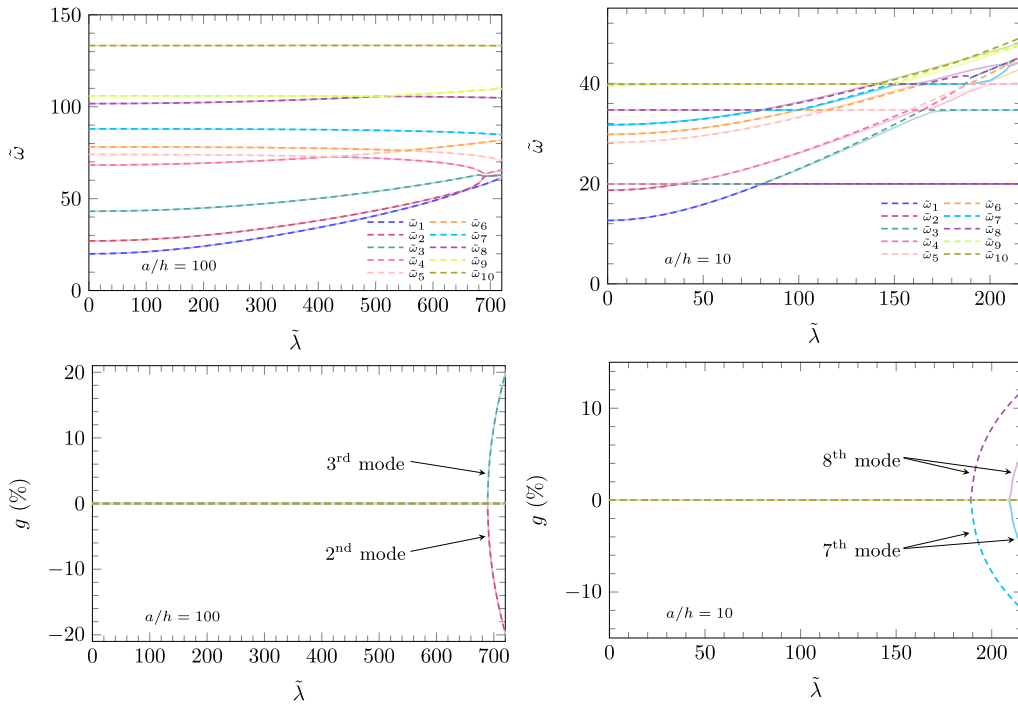 150
100
50
0
ω̃
0 100 200 300 400 500 600 700
λ̃
a/h = 100
ω̃₁ ω̃₆
ω̃₂ ω̃₇
ω̃₃ ω̃₈
ω̃₄ ω̃₉
ω̃₅ ω̃₁₀
40
20
0
ω̃
0 50 100 150 200
λ̃
a/h = 10
ω̃₁ ω̃₆
ω̃₂ ω̃₇
ω̃₃ ω̃₈
ω̃₄ ω̃₉
ω̃₅ ω̃₁₀
20
10
0
−10
−20
g (%)
3rd mode
2nd mode
a/h = 100
0 100 200 300 400 500 600 700
λ̃
10
0
−10
g (%)
8th mode
7th mode
a/h = 10
0 50 100 150 200
λ̃